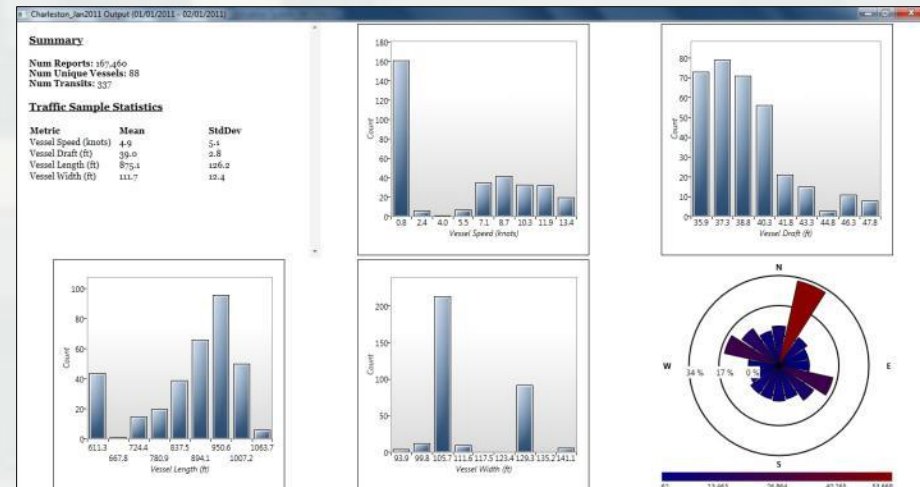 Charleston_Jan2011 Output (01/01/2011 - 02/01/2011)
Summary
Num Reports: 167,460
Num Unique Vessels: 88
Num Transits: 337
Traffic Sample Statistics
Metric Mean StdDev
Vessel Speed (knots) 4.9 5.1
Vessel Draft (ft) 39.0 2.8
Vessel Length (ft) 875.1 126.2
Vessel Width (ft) 111.7 12.4
180
160
140
120
100
80
60
40
20
0
Count
0.8 2.4 4.0 5.5 7.1 8.7 10.3 11.9 13.4
Vessel Speed (knots)
80
70
60
50
40
30
20
10
0
Count
35.9 37.3 38.8 40.3 41.8 43.3 44.8 46.3 47.8
Vessel Draft (ft)
100
80
60
40
20
0
Count
611.3 724.4 837.5 950.6 1063.7
667.8 780.9 894.1 1007.2
Vessel Length (ft)
200
150
100
50
0
Count
93.9 99.8 105.7 111.6 117.5 123.4 129.3 135.2 141.1
Vessel Width (ft)
N
W 34 % 17 % 0 % E
S